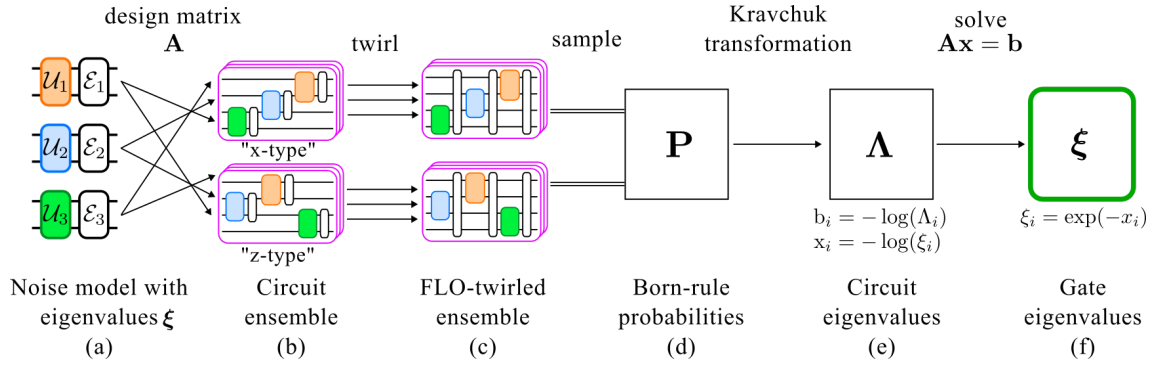 design matrix
A
twirl
sample
Kravchuk
transformation
solve
Ax = b
𝒰₁ ℰ₁
𝒰₂ ℰ₂
𝒰₃ ℰ₃
"x-type"
"z-type"
P
Λ
ξ
bᵢ = − log(Λᵢ)
xᵢ = − log(ξᵢ)
ξᵢ = exp(−xᵢ)
Noise model with
eigenvalues ξ
(a)
Circuit
ensemble
(b)
FLO-twirled
ensemble
(c)
Born-rule
probabilities
(d)
Circuit
eigenvalues
(e)
Gate
eigenvalues
(f)